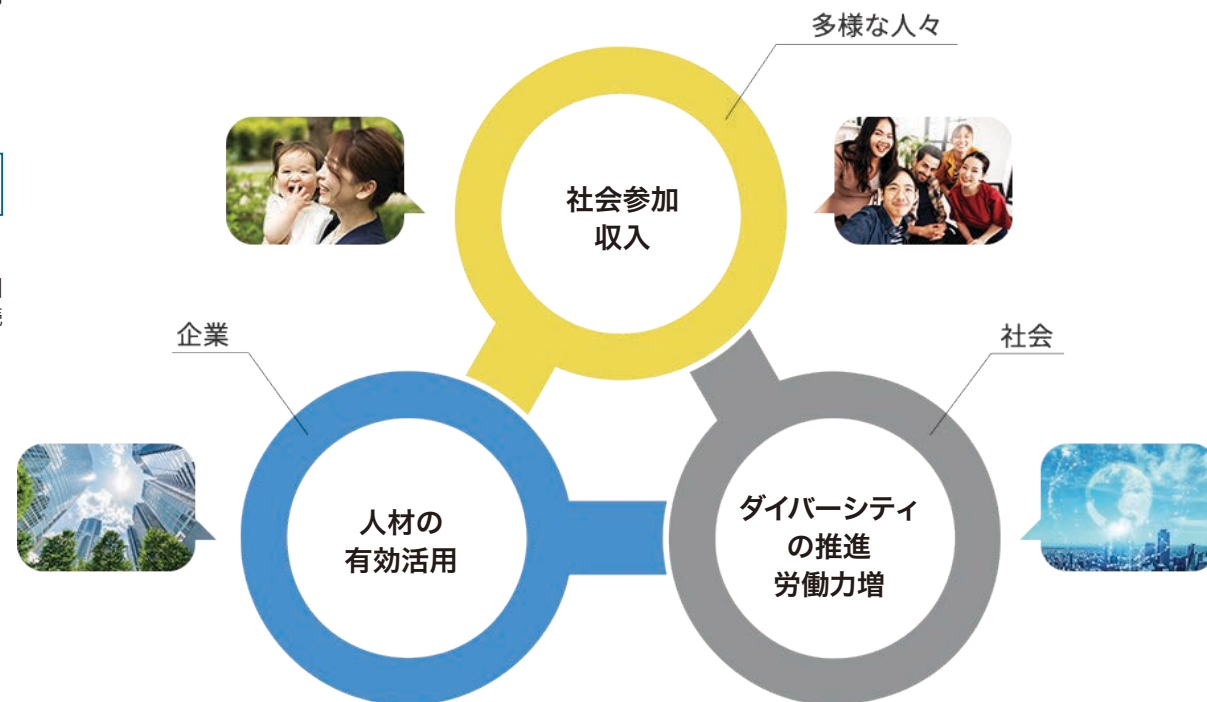 多様な人々
社会参加
収入
企業
社会
人材の
有効活用
ダイバーシティ
の推進
労働力増